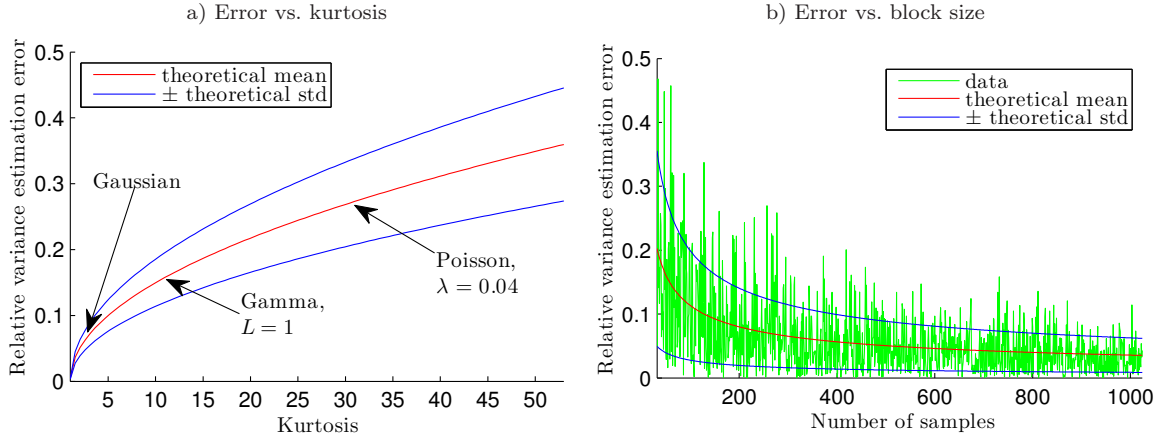 a) Error vs. kurtosis
Relative variance estimation error
0.5
0.4
0.3
0.2
0.1
0
theoretical mean
± theoretical std
Gaussian
Gamma,
L = 1
Poisson,
λ = 0.04
5 10 15 20 25 30 35 40 45 50
Kurtosis
b) Error vs. block size
Relative variance estimation error
0.5
0.4
0.3
0.2
0.1
0
data
theoretical mean
± theoretical std
200 400 600 800 1000
Number of samples